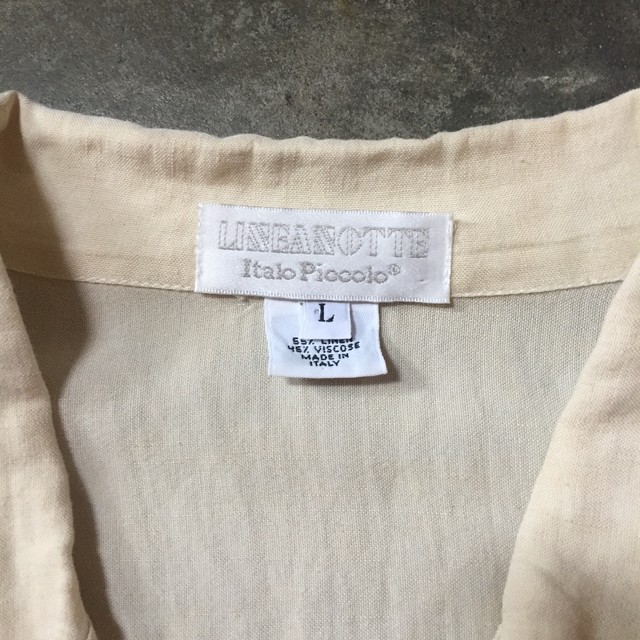 LINEANOTTE
Italo Piccolo®
L
55% LINEN
45% VISCOSE
MADE IN
ITALY